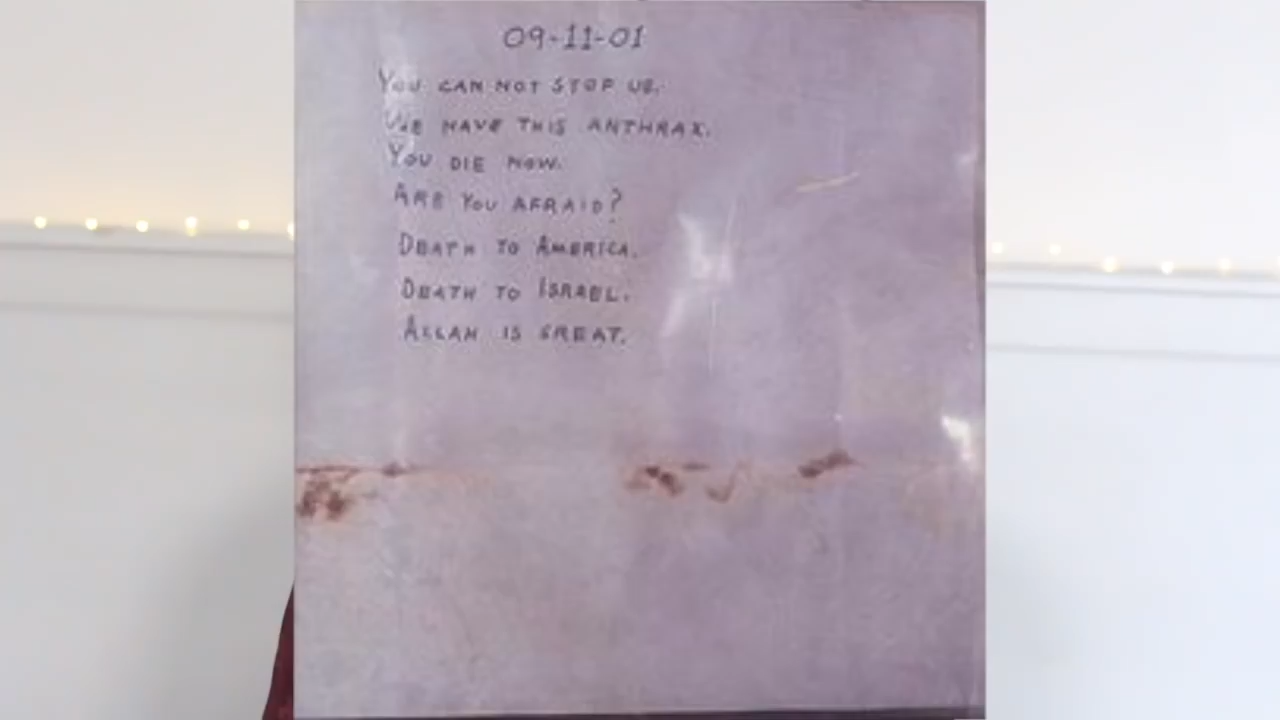 09-11-01
YOU CAN NOT STOP US.
WE HAVE THIS ANTHRAX.
YOU DIE NOW.
ARE YOU AFRAID?
DEATH TO AMERICA.
DEATH TO ISRAEL.
ALLAH IS GREAT.